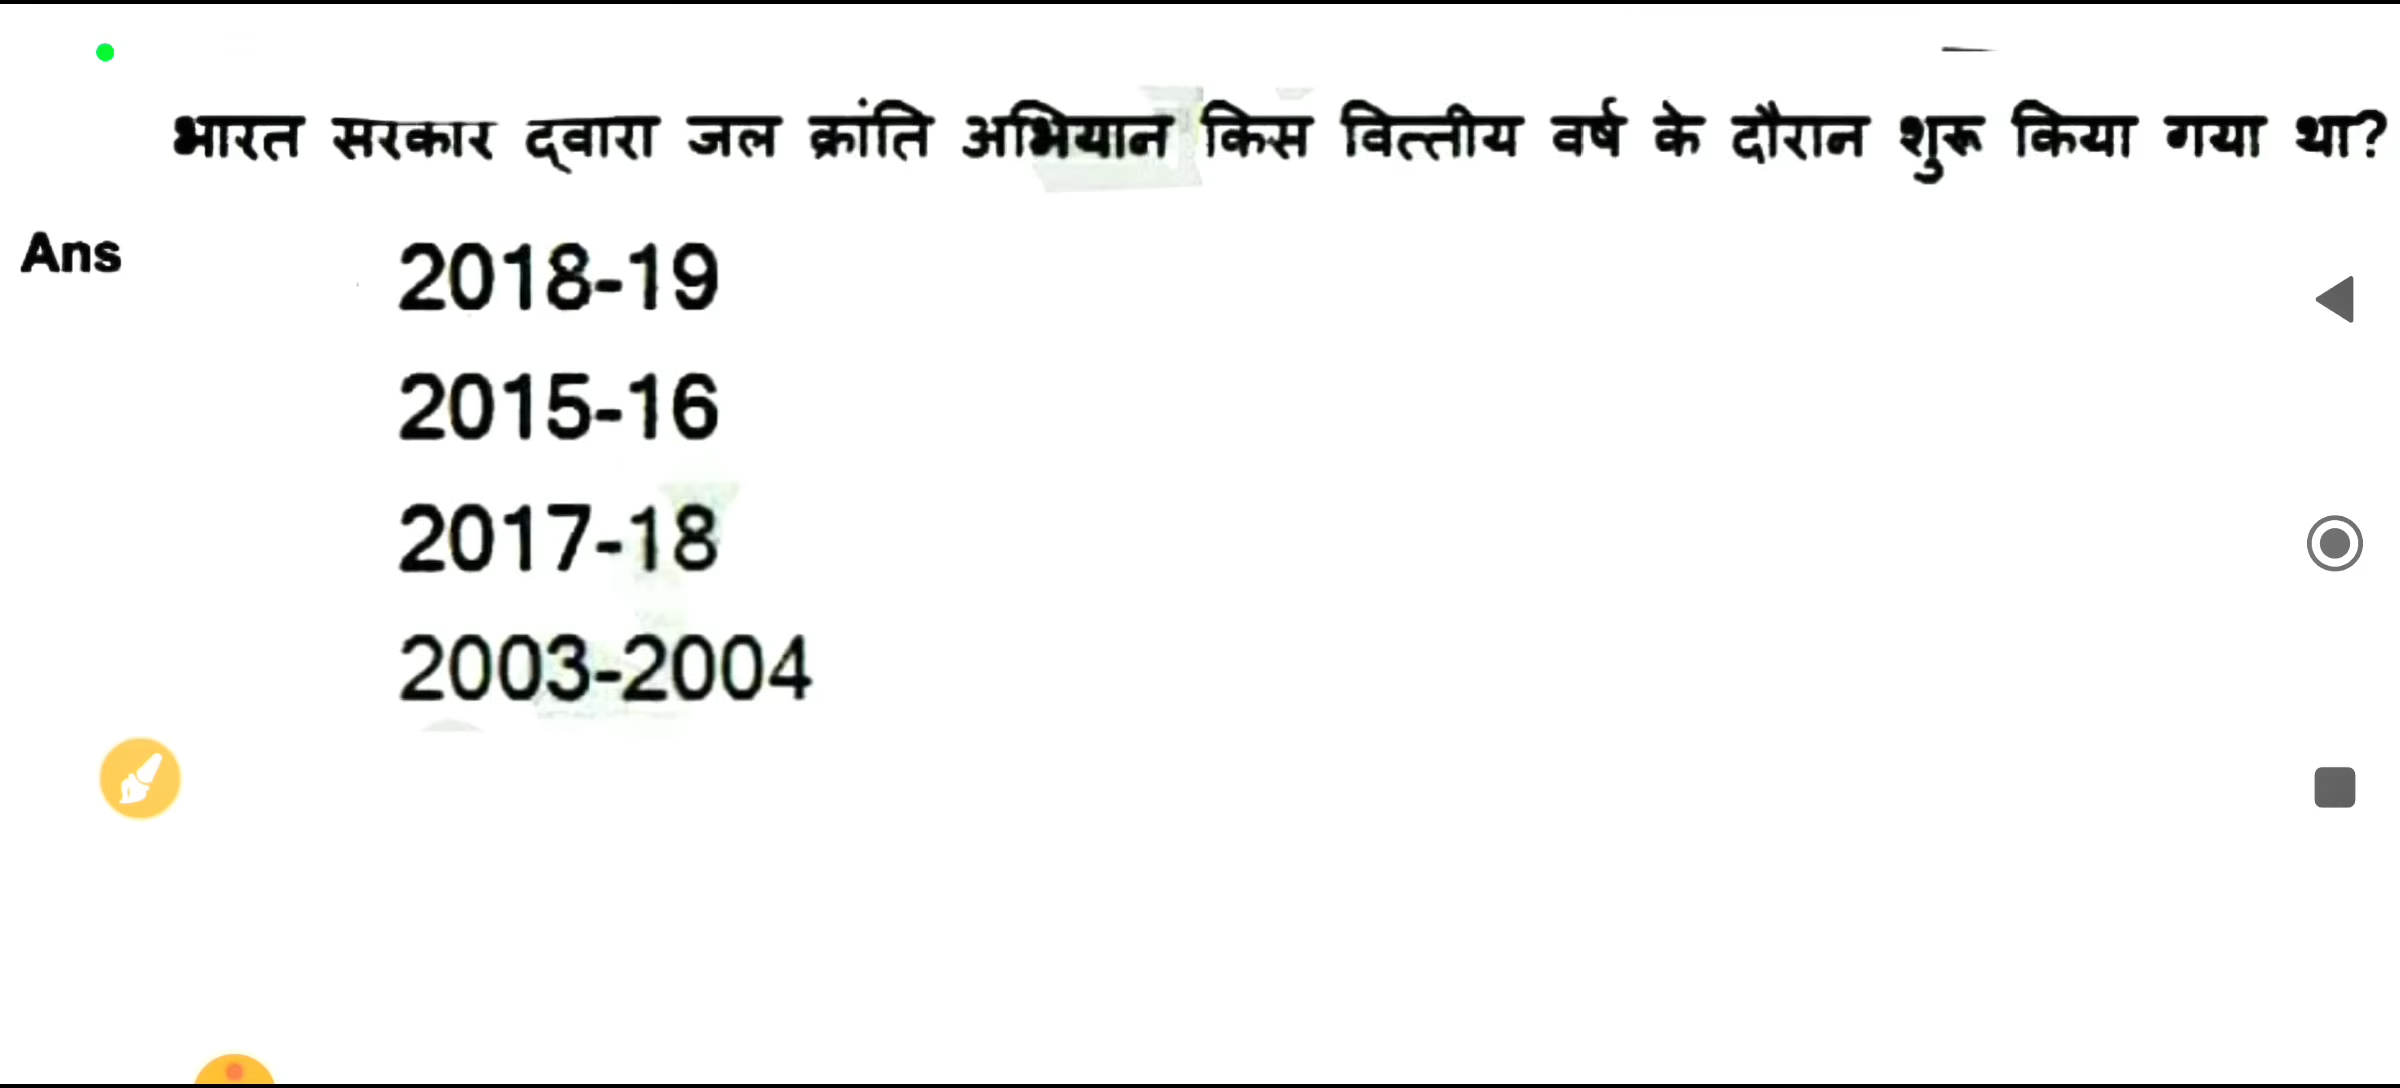 भारत सरकार द्वारा जल क्रांति अभियान किस वित्तीय वर्ष के दौरान शुरू किया गया था?
Ans 2018-19
2015-16
2017-18
2003-2004